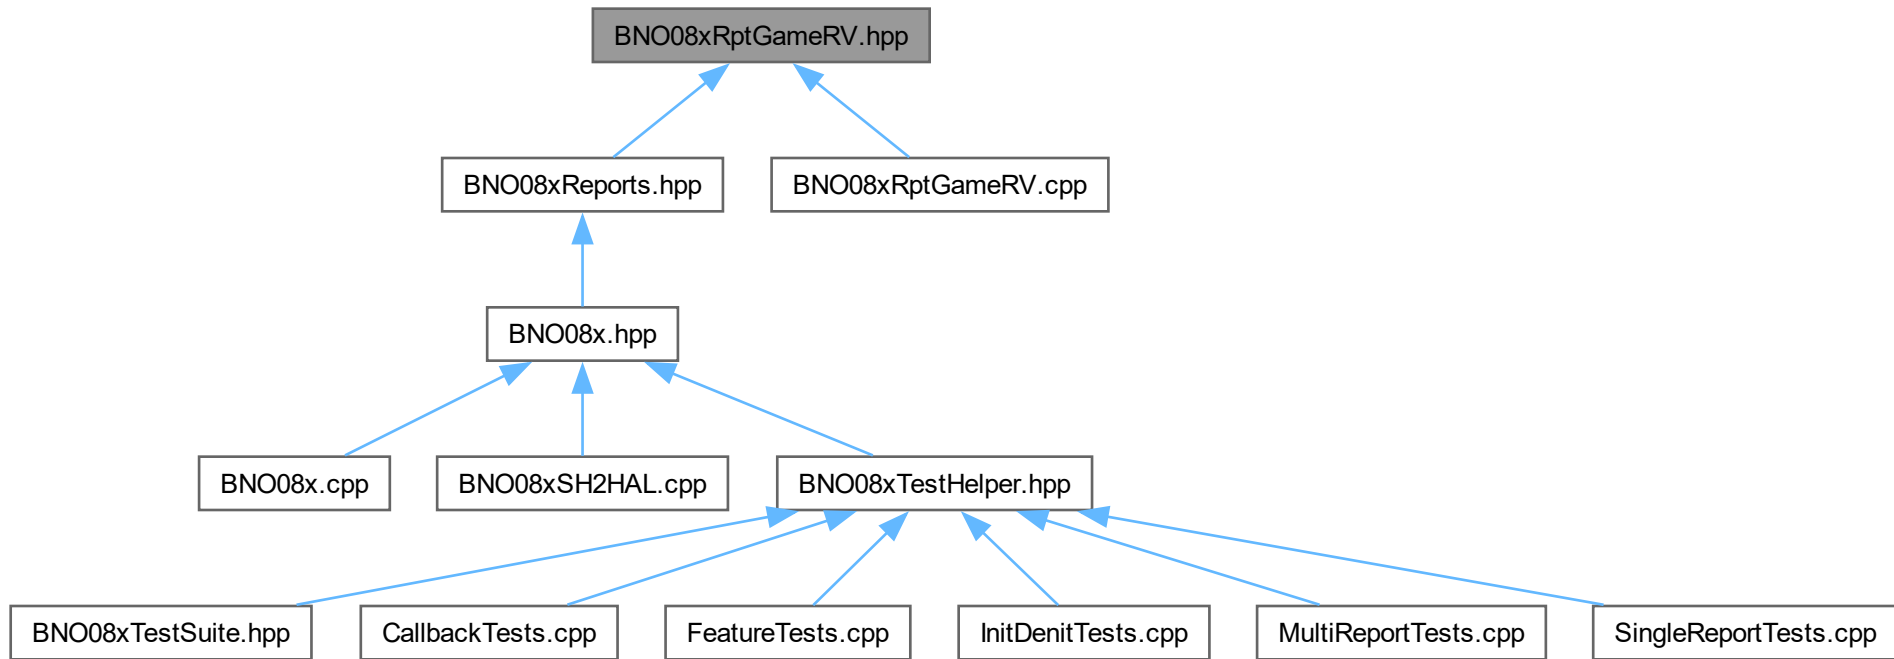 BNO08xRptGameRV.hpp
BNO08xReports.hpp
BNO08xRptGameRV.cpp
BNO08x.hpp
BNO08x.cpp
BNO08xSH2HAL.cpp
BNO08xTestHelper.hpp
BNO08xTestSuite.hpp
CallbackTests.cpp
FeatureTests.cpp
InitDenitTests.cpp
MultiReportTests.cpp
SingleReportTests.cpp